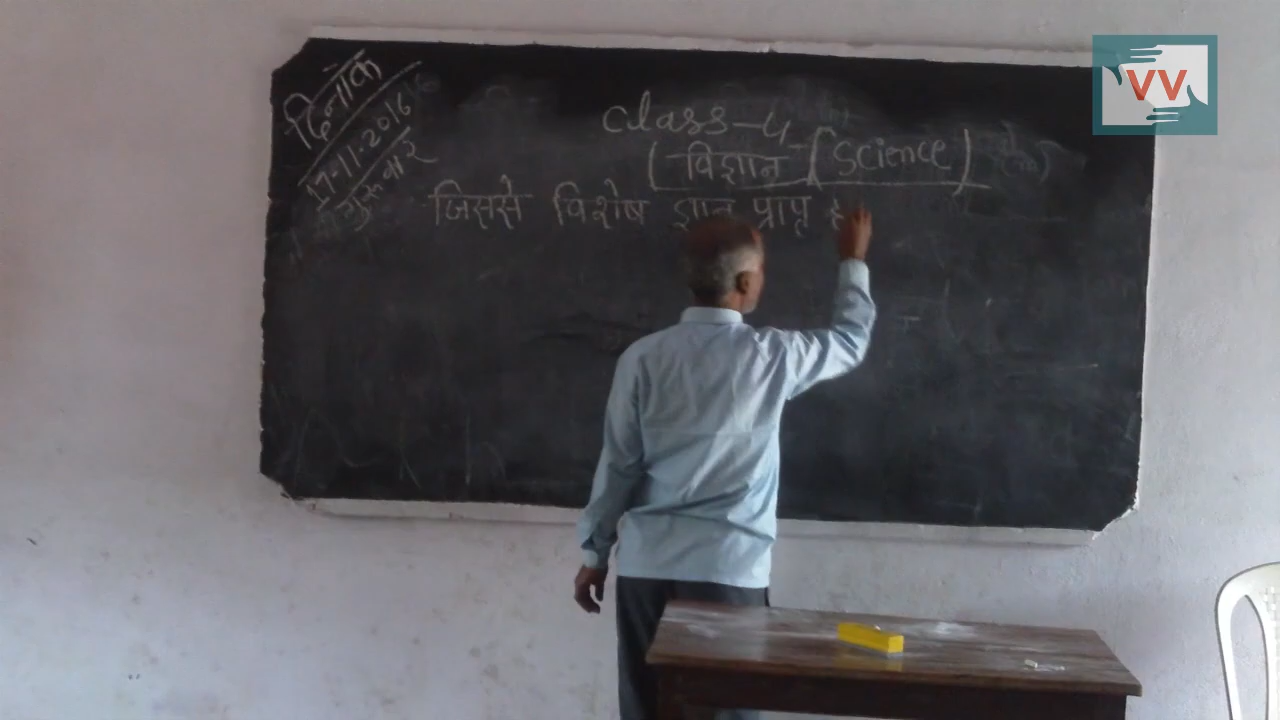 दिनाँक
17-11-2016
गुरुवार
Class-4
(विज्ञान (Science)
जिससे विशेष ज्ञान प्राप्त
VV